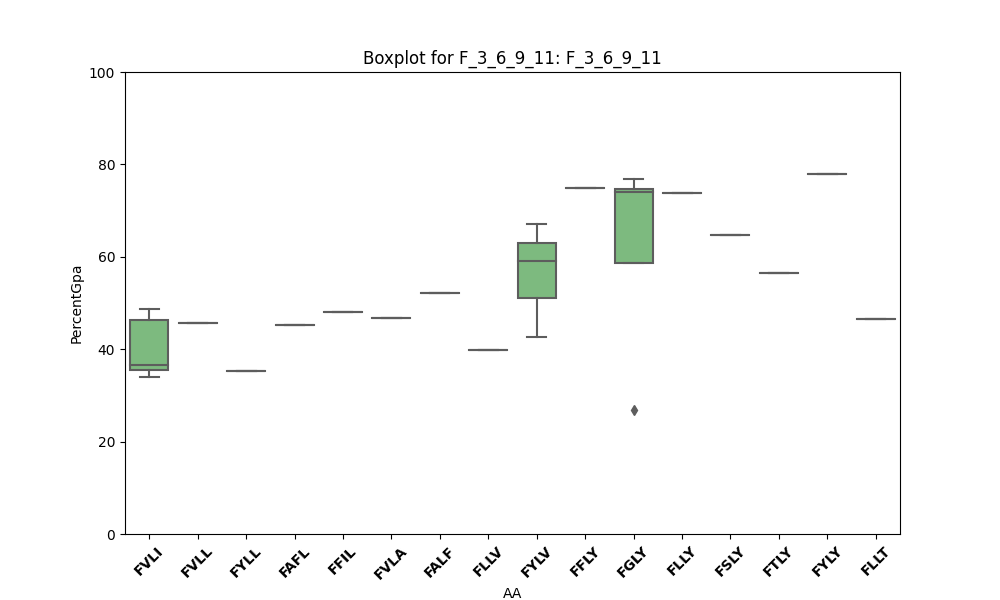 Boxplot for F_3_6_9_11: F_3_6_9_11
100
80
60
40
20
0
PercentGpa
FVLI
FVLL
FYLL
FAFL
FFIL
FVLA
FALF
FLLV
FYLV
FFLY
FGLY
FLLY
FSLY
FTLY
FYLY
FLLT
AA